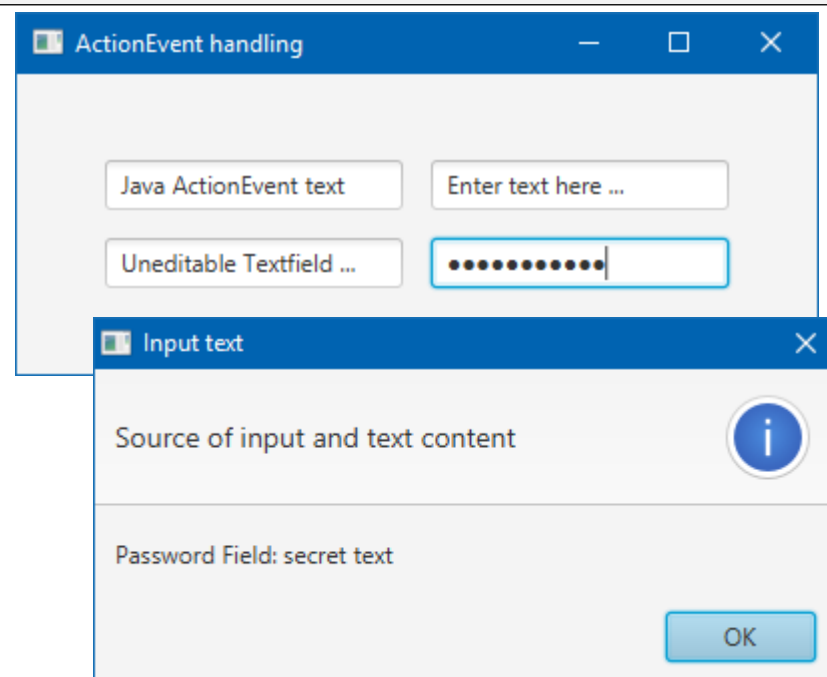 ActionEvent handling
Java ActionEvent text
Enter text here ...
Uneditable Textfield ...
●●●●●●●●●●●
Input text
Source of input and text content
i
Password Field: secret text
OK